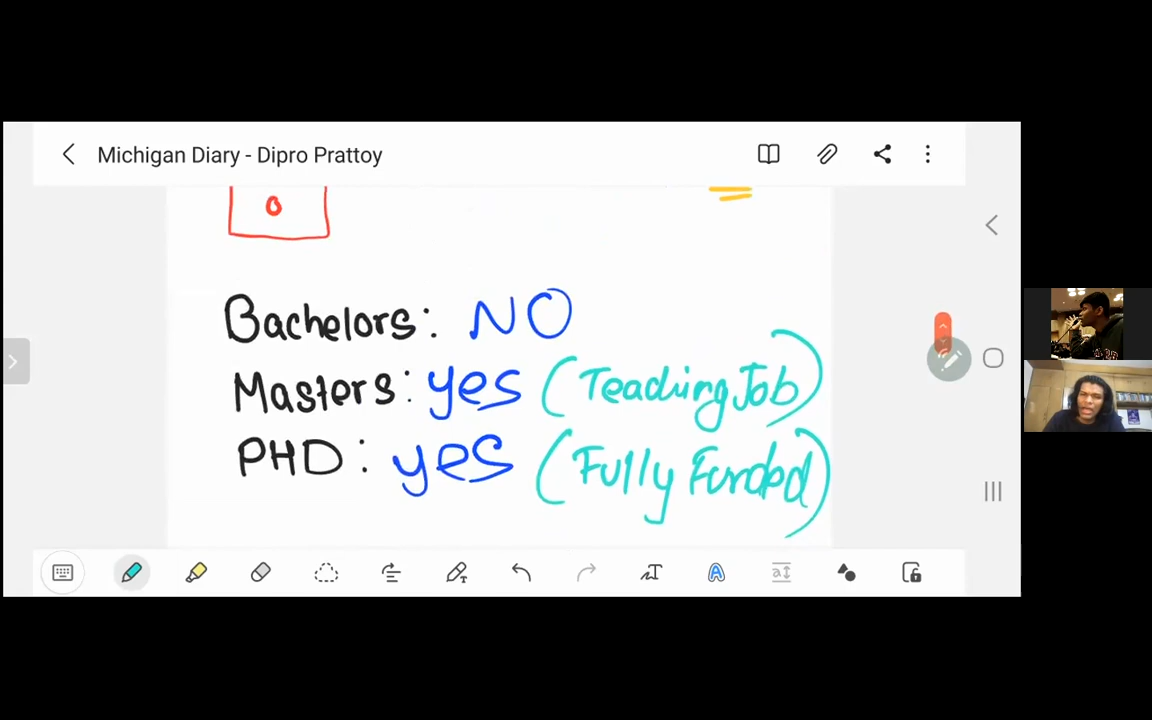 Michigan Diary - Dipro Prattoy
0
Bachelors: NO
Masters: yes (Teaching Job)
PHD: yes (Fully Funded)